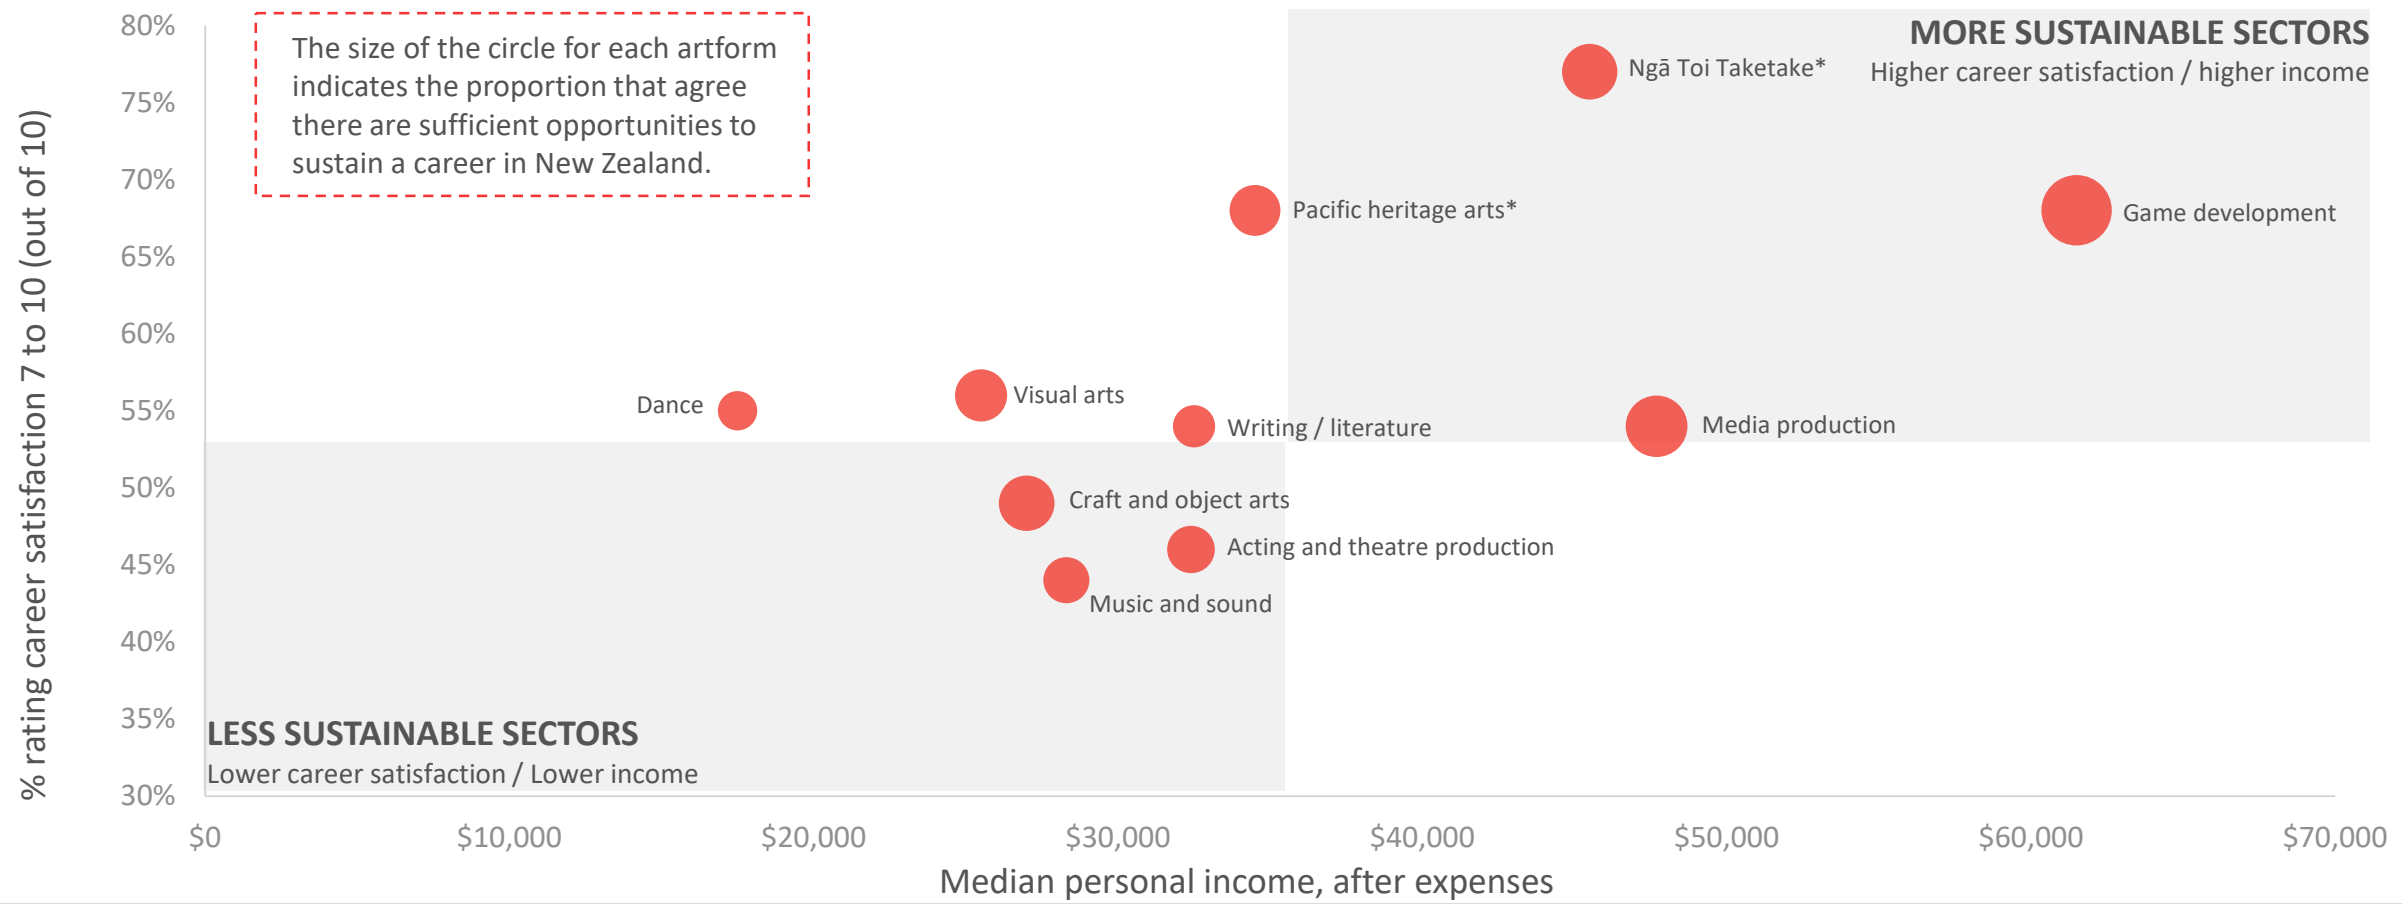 The size of the circle for each artform
indicates the proportion that agree
there are sufficient opportunities to
sustain a career in New Zealand.
MORE SUSTAINABLE SECTORS
Higher career satisfaction / higher income
% rating career satisfaction 7 to 10 (out of 10)
80%
75%
70%
65%
60%
55%
50%
45%
40%
35%
30%
Ngā Toi Taketake*
Pacific heritage arts*
Game development
Dance
Visual arts
Writing / literature
Media production
Craft and object arts
Acting and theatre production
Music and sound
LESS SUSTAINABLE SECTORS
Lower career satisfaction / Lower income
$0
$10,000
$20,000
$30,000
$40,000
$50,000
$60,000
$70,000
Median personal income, after expenses